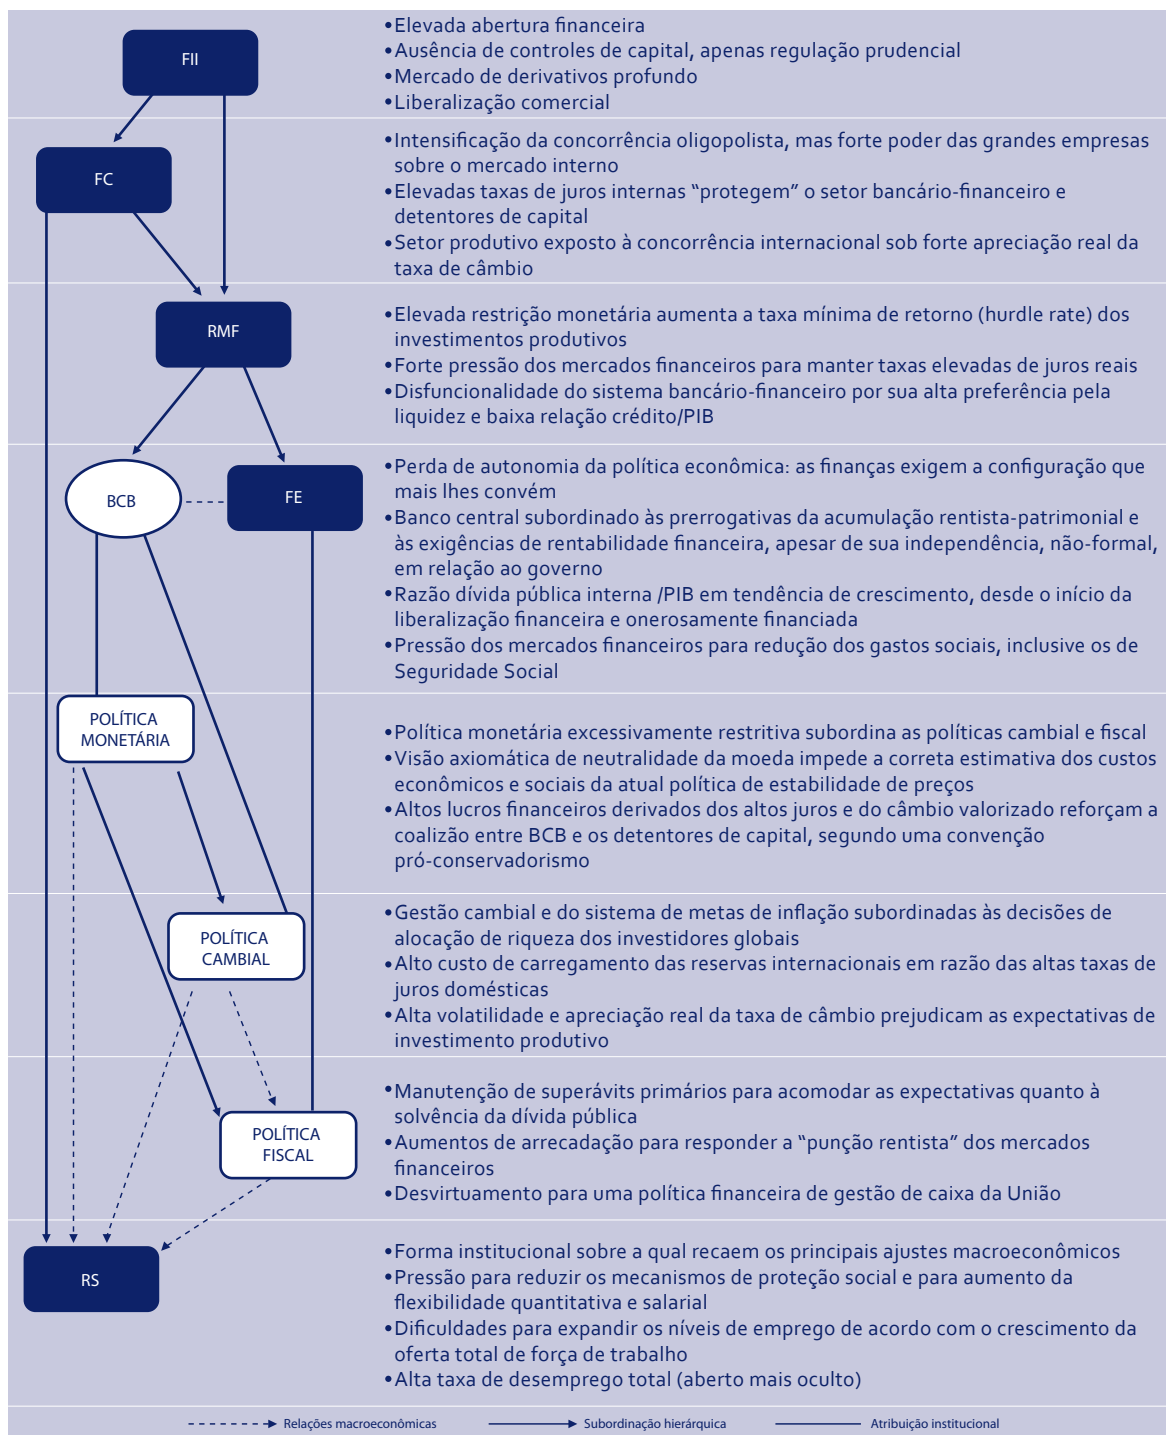 FII
•Elevada abertura financeira
•Ausência de controles de capital, apenas regulação prudencial
•Mercado de derivativos profundo
•Liberalização comercial
FC
•Intensificação da concorrência oligopolista, mas forte poder das grandes empresas
sobre o mercado interno
•Elevadas taxas de juros internas “protegem” o setor bancário-financeiro e
detentores de capital
•Setor produtivo exposto à concorrência internacional sob forte apreciação real da
taxa de câmbio
RMF
•Elevada restrição monetária aumenta a taxa mínima de retorno (hurdle rate) dos
investimentos produtivos
•Forte pressão dos mercados financeiros para manter taxas elevadas de juros reais
•Disfuncionalidade do sistema bancário-financeiro por sua alta preferência pela
liquidez e baixa relação crédito/PIB
BCB
FE
•Perda de autonomia da política econômica: as finanças exigem a configuração que
mais lhes convém
•Banco central subordinado às prerrogativas da acumulação rentista-patrimonial e
às exigências de rentabilidade financeira, apesar de sua independência, não-formal,
em relação ao governo
•Razão dívida pública interna /PIB em tendência de crescimento, desde o início da
liberalização financeira e onerosamente financiada
•Pressão dos mercados financeiros para redução dos gastos sociais, inclusive os de
Seguridade Social
POLÍTICA
MONETÁRIA
•Política monetária excessivamente restritiva subordina as políticas cambial e fiscal
•Visão axiomática de neutralidade da moeda impede a correta estimativa dos custos
econômicos e sociais da atual política de estabilidade de preços
•Altos lucros financeiros derivados dos altos juros e do câmbio valorizado reforçam a
coalizão entre BCB e os detentores de capital, segundo uma convenção
pró-conservadorismo
POLÍTICA
CAMBIAL
•Gestão cambial e do sistema de metas de inflação subordinadas às decisões de
alocação de riqueza dos investidores globais
•Alto custo de carregamento das reservas internacionais em razão das altas taxas de
juros domésticas
•Alta volatilidade e apreciação real da taxa de câmbio prejudicam as expectativas de
investimento produtivo
POLÍTICA
FISCAL
•Manutenção de superávits primários para acomodar as expectativas quanto à
solvência da dívida pública
•Aumentos de arrecadação para responder a “punção rentista” dos mercados
financeiros
•Desvirtuamento para uma política financeira de gestão de caixa da União
RS
•Forma institucional sobre a qual recaem os principais ajustes macroeconômicos
•Pressão para reduzir os mecanismos de proteção social e para aumento da
flexibilidade quantitativa e salarial
•Dificuldades para expandir os níveis de emprego de acordo com o crescimento da
oferta total de força de trabalho
•Alta taxa de desemprego total (aberto mais oculto)
Relações macroeconômicas
Subordinação hierárquica
Atribuição institucional